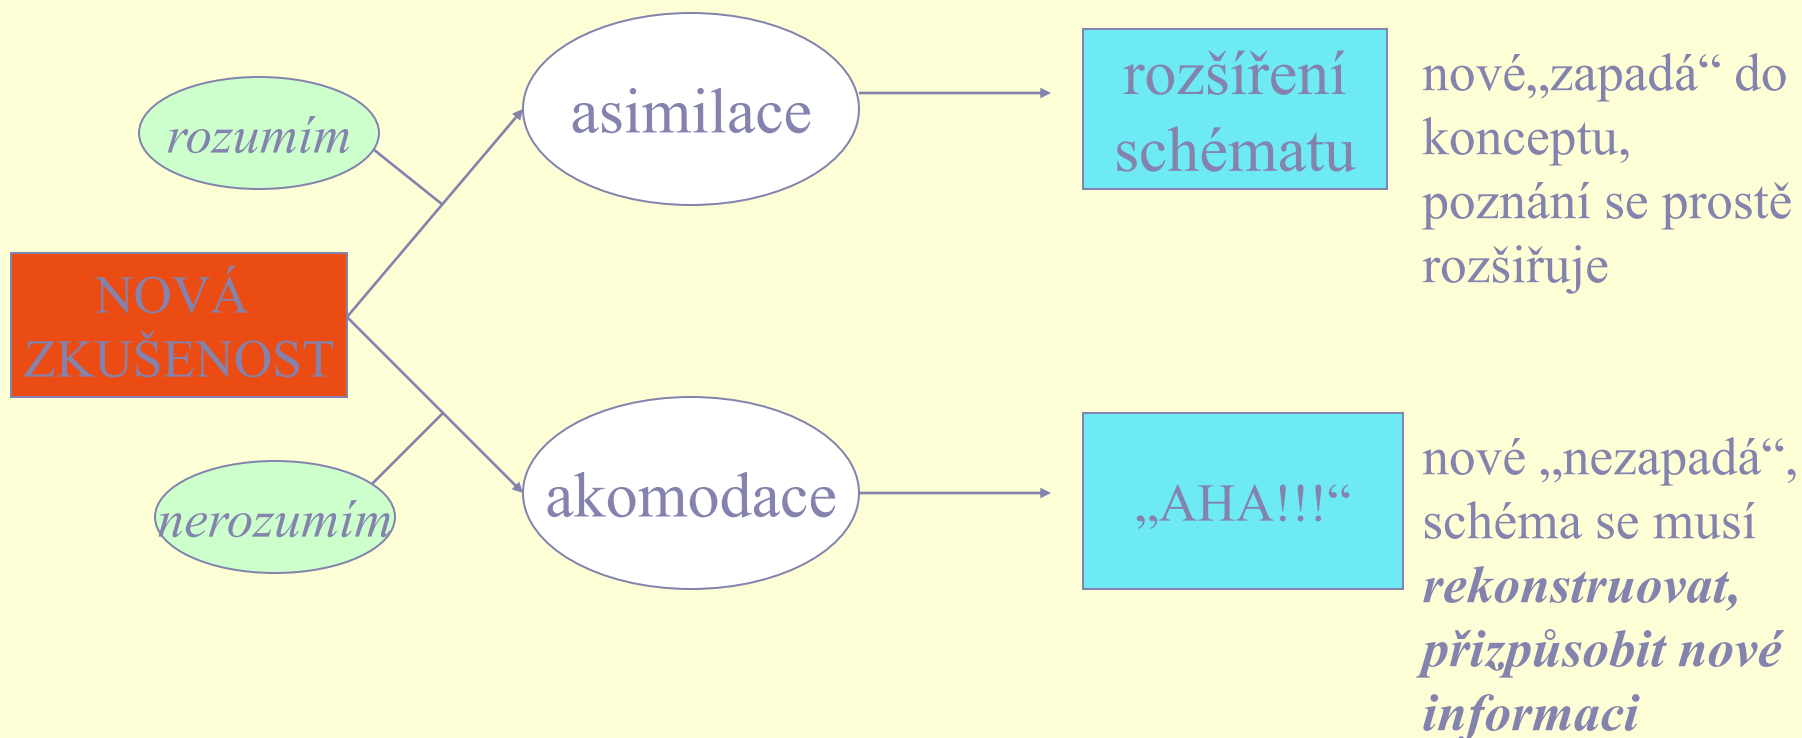 rozumím
asimilace
rozšíření
schématu
nové„zapadá“ do
konceptu,
poznání se prostě
rozšiřuje
NOVÁ
ZKUŠENOST
nerozumím
akomodace
„AHA!!!“
nové „nezapadá“,
schéma se musí
rekonstruovat,
přizpůsobit nové
informaci